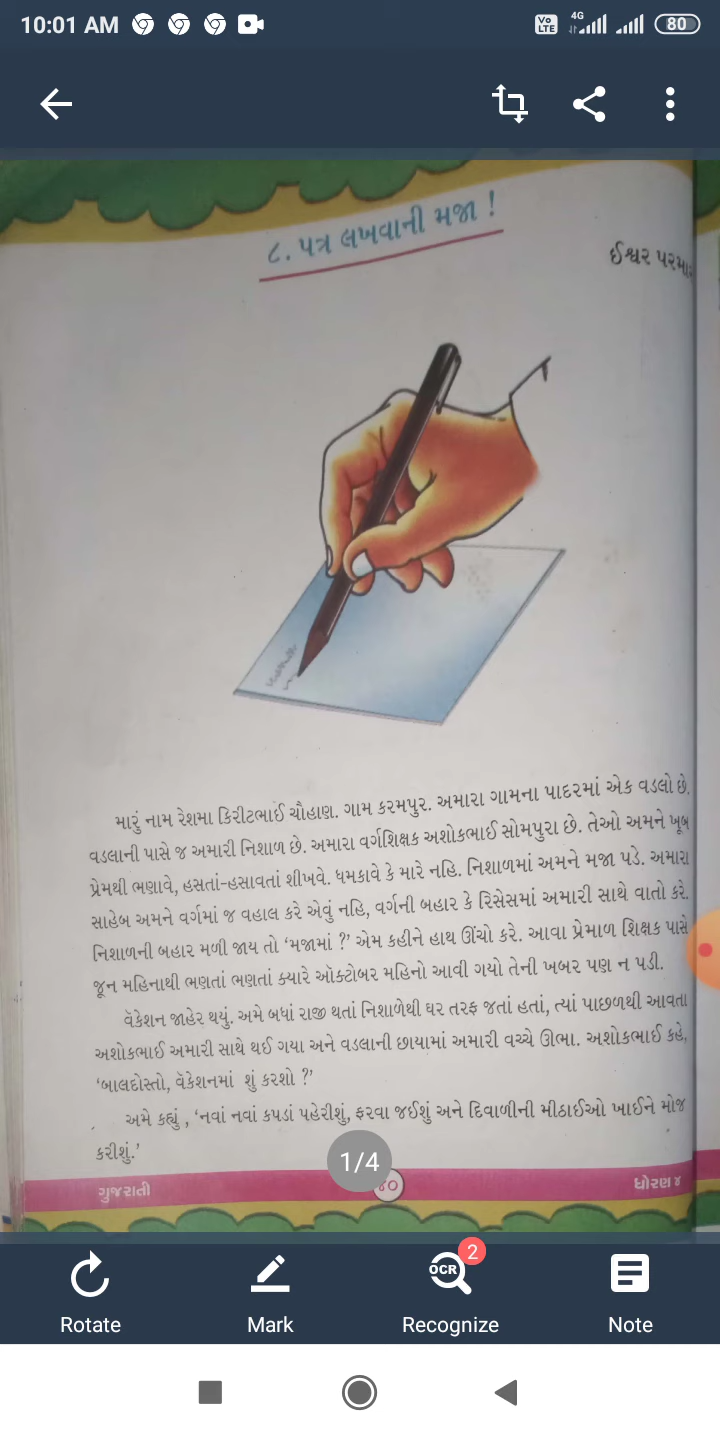 10:01 AM
Vo LTE 4G 80
૮. પત્ર લખવાની મજા !
ઈશ્વર પરમાર
મારું નામ રેશમા કિરીટભાઈ ચૌહાણ. ગામ કરમપુર. અમારા ગામના પાદરમાં એક વડલો છે.
વડલાની પાસે જ અમારી નિશાળ છે. અમારા વર્ગશિક્ષક અશોકભાઈ સોમપુરા છે. તેઓ અમને ખૂબ
પ્રેમથી ભણાવે, હસતાં-હસાવતાં શીખવે. ધમકાવે કે મારે નહિ. નિશાળમાં અમને મજા પડે. અમારા
સાહેબ અમને વર્ગમાં જ વહાલ કરે એવું નહિ, વર્ગની બહાર કે રિસેસમાં અમારી સાથે વાતો કરે.
નિશાળની બહાર મળી જાય તો ‘મજામાં ?’ એમ કહીને હાથ ઊંચો કરે. આવા પ્રેમાળ શિક્ષક પાસે
જૂન મહિનાથી ભણતાં ભણતાં ક્યારે ઑક્ટોબર મહિનો આવી ગયો તેની ખબર પણ ન પડી.
વૅકેશન જાહેર થયું. અમે બધાં રાજી થતાં નિશાળેથી ઘર તરફ જતાં હતાં, ત્યાં પાછળથી આવતા
અશોકભાઈ અમારી સાથે થઈ ગયા અને વડલાની છાયામાં અમારી વચ્ચે ઊભા. અશોકભાઈ કહે,
‘બાલદોસ્તો, વૅકેશનમાં શું કરશો ?’
અમે કહ્યું , ‘નવાં નવાં કપડાં પહેરીશું, ફરવા જઈશું અને દિવાળીની મીઠાઈઓ ખાઈને મોજ
કરીશું.’
1/4
ગુજરાતી ૪૦ ધોરણ ૪
OCR 2
Rotate Mark Recognize Note